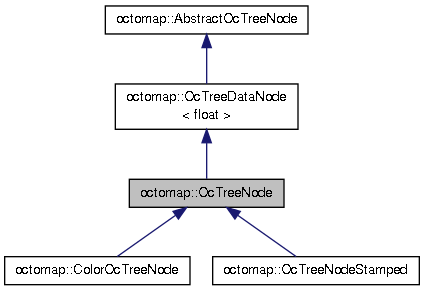 octomap::AbstractOcTreeNode
octomap::OcTreeDataNode
< float >
octomap::OcTreeNode
octomap::ColorOcTreeNode
octomap::OcTreeNodeStamped